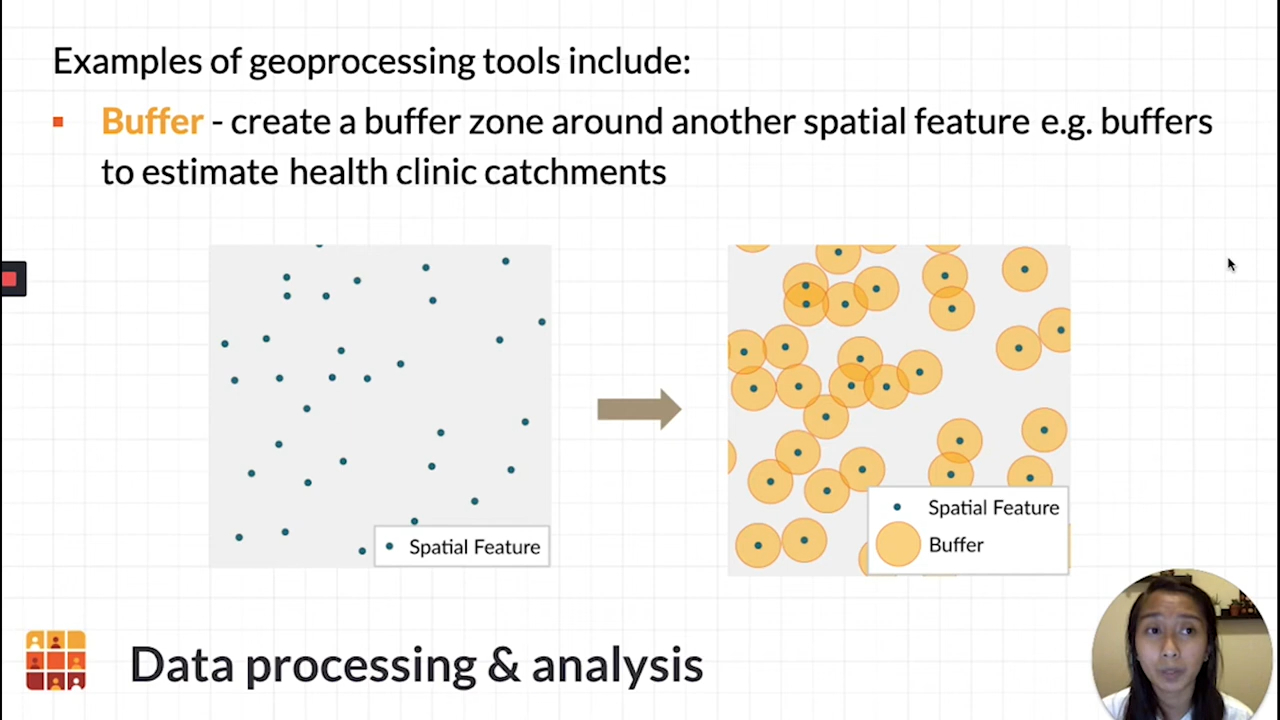 Examples of geoprocessing tools include:
Buffer - create a buffer zone around another spatial feature e.g. buffers
to estimate health clinic catchments
Spatial Feature
Spatial Feature
Buffer
Data processing & analysis